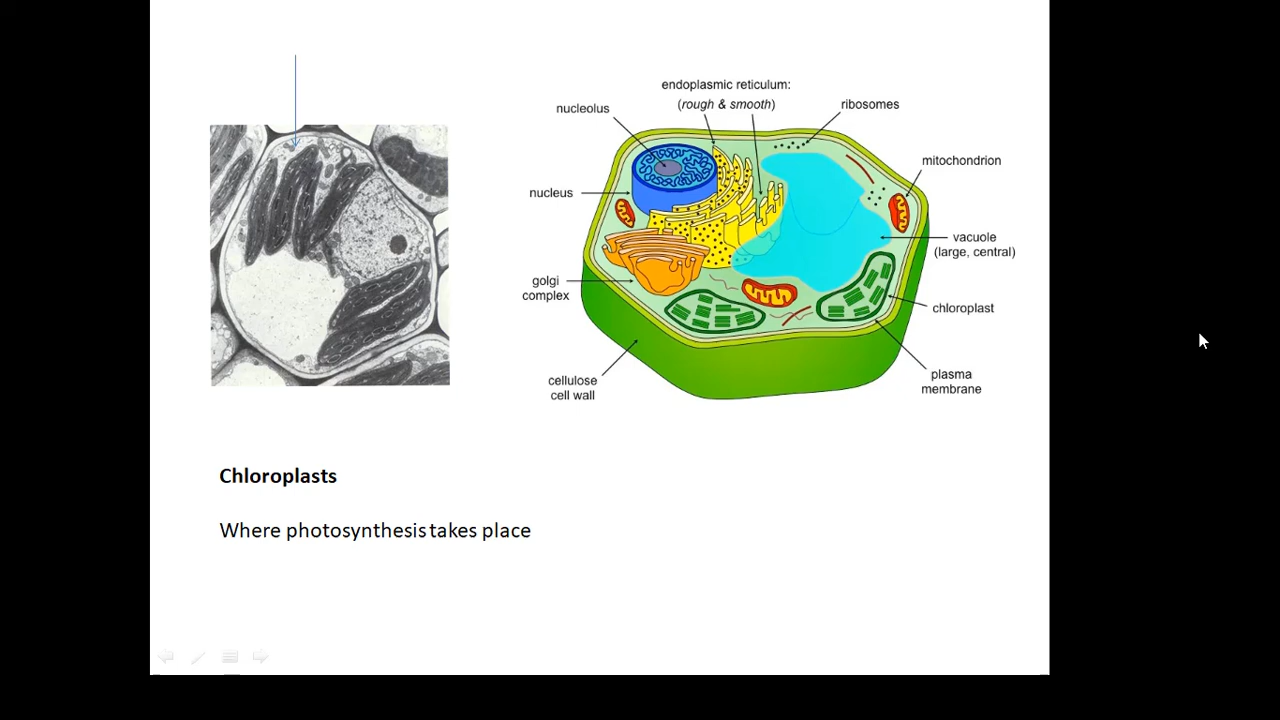 endoplasmic reticulum:
(rough & smooth)
nucleolus
ribosomes
mitochondrion
nucleus
vacuole
(large, central)
golgi
complex
chloroplast
plasma
membrane
cellulose
cell wall
Chloroplasts
Where photosynthesis takes place